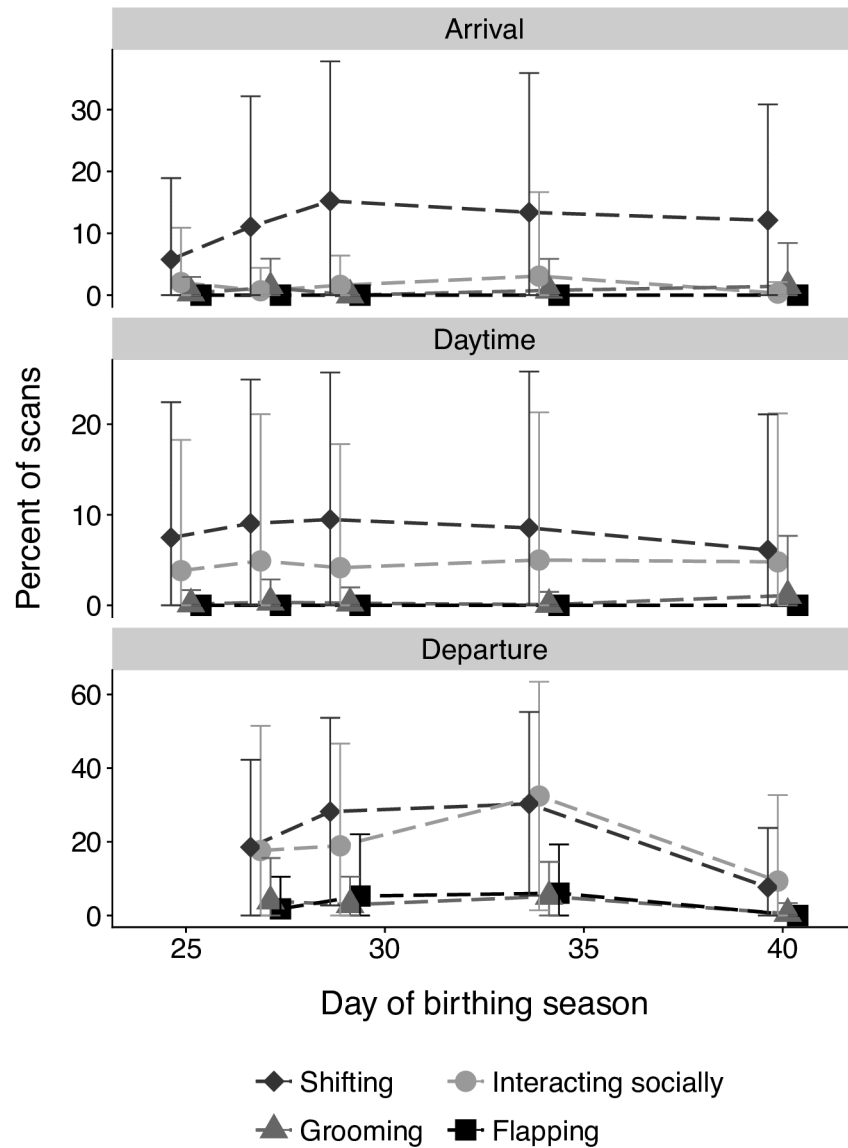 Arrival
30
20
10
0
Daytime
20
10
0
Percent of scans
Departure
60
40
20
0
25 30 35 40
Day of birthing season
Shifting Interacting socially
Grooming Flapping